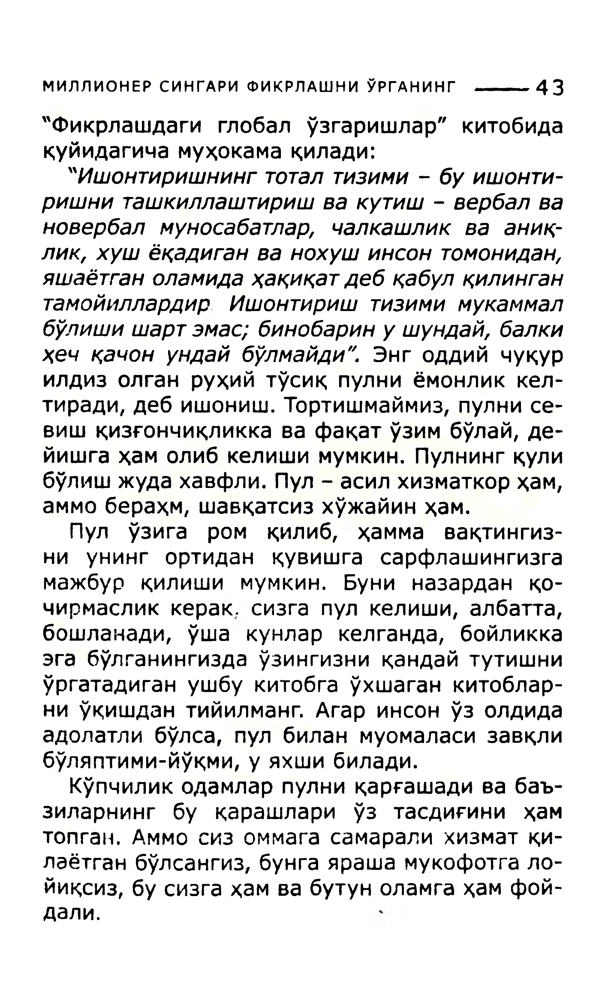 МИЛЛИОНЕР СИНГАРИ ФИКРЛАШНИ ЎРГАНИНГ —— 43
"Фикрлашдаги глобал ўзгаришлар" китобида
қуйидагича муҳокама қилади:
"Ишонтиришнинг тотал тизими – бу ишонти-
ришни ташкиллаштириш ва кутиш – вербал ва
новербал муносабатлар, чалкашлик ва аниқ-
лик, хуш ёқадиган ва нохуш инсон томонидан,
яшаётган оламида ҳақиқат деб қабул қилинган
тамойиллардир Ишонтириш тизими мукаммал
бўлиши шарт эмас; бинобарин у шундай, балки
ҳеч қачон ундай бўлмайди". Энг оддий чуқур
илдиз олган руҳий тўсиқ пулни ёмонлик кел-
тиради, деб ишониш. Тортишмаймиз, пулни се-
виш қизғончиқликка ва фақат ўзим бўлай, де-
йишга ҳам олиб келиши мумкин. Пулнинг қули
бўлиш жуда хавфли. Пул – асил хизматкор ҳам,
аммо бераҳм, шавқатсиз хўжайин ҳам.
Пул ўзига ром қилиб, ҳамма вақтингиз-
ни унинг ортидан қувишга сарфлашингизга
мажбур қилиши мумкин. Буни назардан қо-
чирмаслик керак. сизга пул келиши, албатта,
бошланади, ўша кунлар келганда, бойликка
эга бўлганингизда ўзингизни қандай тутишни
ўргатадиган ушбу китобга ўхшаган китоблар-
ни ўқишдан тийилманг. Агар инсон ўз олдида
адолатли бўлса, пул билан муомаласи завқли
бўляптими-йўқми, у яхши билади.
Кўпчилик одамлар пулни қарғашади ва баъ-
зиларнинг бу қарашлари ўз тасдиғини ҳам
топган. Аммо сиз оммага самарали хизмат қи-
лаётган бўлсангиз, бунга яраша мукофотга ло-
йиқсиз, бу сизга ҳам ва бутун оламга ҳам фой-
дали.